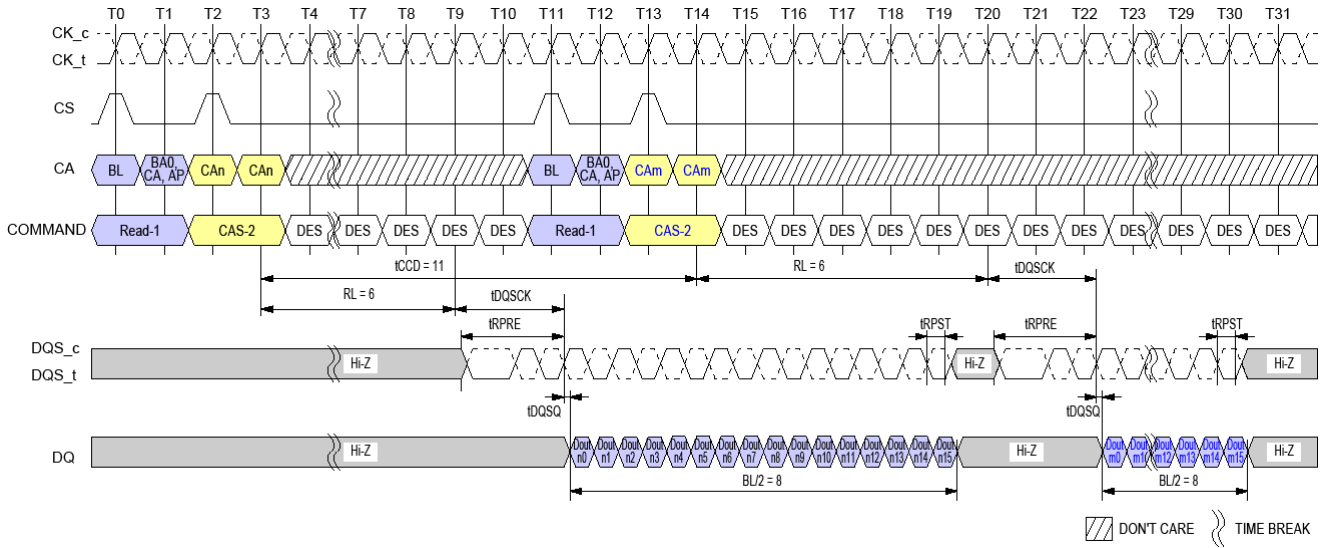 T0 T1 T2 T3 T4 T7 T8 T9 T10 T11 T12 T13 T14 T15 T16 T17 T18 T19 T20 T21 T22 T23 T29 T30 T31
CK_c
CK_t
CS
CA BL BA0, CA, AP CAn CAn BL BA0, CA, AP CAm CAm
COMMAND Read-1 CAS-2 DES DES DES DES DES Read-1 CAS-2 DES DES DES DES DES DES DES DES DES DES DES DES
tCCD = 11 RL = 6 tDQSCK
RL = 6 tDQSCK
tRPRE tRPST tRPRE tRPST
DQS_c
DQS_t
Hi-Z Hi-Z Hi-Z
tDQSQ tDQSQ
DQ Hi-Z Dout n0 Dout n1 Dout n2 Dout n3 Dout n4 Dout n5 Dout n6 Dout n7 Dout n8 Dout n9 Dout n10 Dout n11 Dout n12 Dout n13 Dout n14 Dout n15 Hi-Z Dout m0 Dout m10 Dout m12 Dout m13 Dout m14 Dout m15 Hi-Z
BL/2 = 8 BL/2 = 8
DON'T CARE TIME BREAK